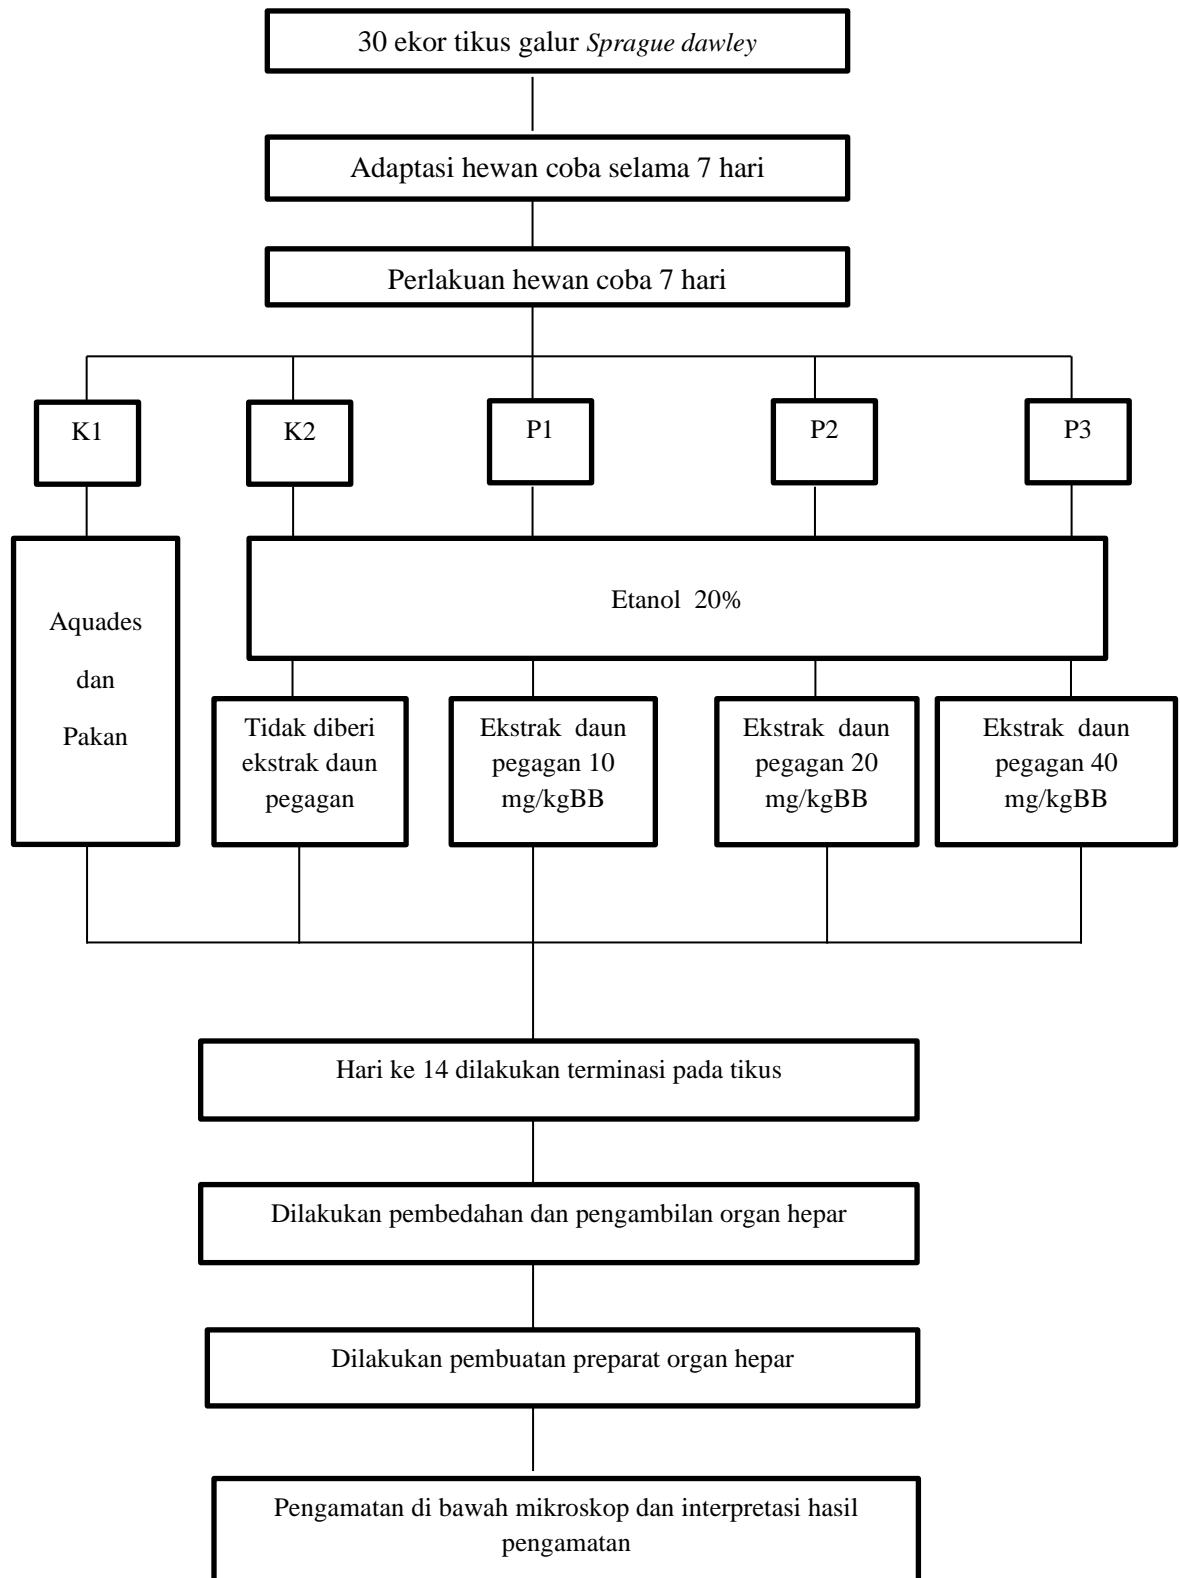 30 ekor tikus galur Sprague dawley
Adaptasi hewan coba selama 7 hari
Perlakuan hewan coba 7 hari
K1
K2
P1
P2
P3
Aquades
dan
Pakan
Etanol 20%
Tidak diberi
ekstrak daun
pegagan
Ekstrak daun
pegagan 10
mg/kgBB
Ekstrak daun
pegagan 20
mg/kgBB
Ekstrak daun
pegagan 40
mg/kgBB
Hari ke 14 dilakukan terminasi pada tikus
Dilakukan pembedahan dan pengambilan organ hepar
Dilakukan pembuatan preparat organ hepar
Pengamatan di bawah mikroskop dan interpretasi hasil
pengamatan